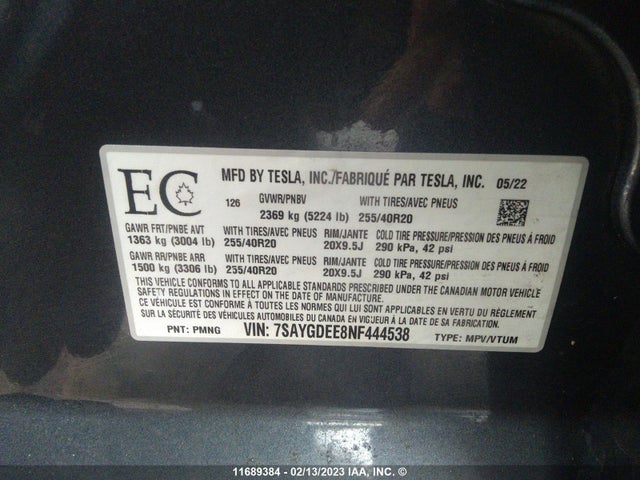 EC
MFD BY TESLA, INC./FABRIQUÉ PAR TESLA, INC. 05/22
126 GVWR/PNBV WITH TIRES/AVEC PNEUS
2369 kg (5224 lb) 255/40R20
GAWR FRT/PNBE AVT WITH TIRES/AVEC PNEUS RIM/JANTE COLD TIRE PRESSURE/PRESSION DES PNEUS À FROID
1363 kg (3004 lb) 255/40R20 20X9.5J 290 kPa, 42 psi
GAWR RR/PNBE ARR WITH TIRES/AVEC PNEUS RIM/JANTE COLD TIRE PRESSURE/PRESSION DES PNEUS À FROID
1500 kg (3306 lb) 255/40R20 20X9.5J 290 kPa, 42 psi
THIS VEHICLE CONFORMS TO ALL APPLICABLE STANDARDS PRESCRIBED UNDER THE CANADIAN MOTOR VEHICLE
SAFETY REGULATIONS IN EFFECT ON THE DATE OF MANUFACTURE.
CE VÉHICULE EST CONFORME À TOUTES LES NORMES QUI LUI SONT APPLICABLES EN VERTU DU RÈGLEMENT
SUR LA SÉCURITÉ DES VÉHICULES AUTOMOBILES DU CANADA EN VIGUEUR À LA DATE DE SA FABRICATION.
PNT: PMNG VIN: 7SAYGDEE8NF444538 TYPE: MPV/VTUM
11689384 - 02/13/2023 IAA, INC. ©